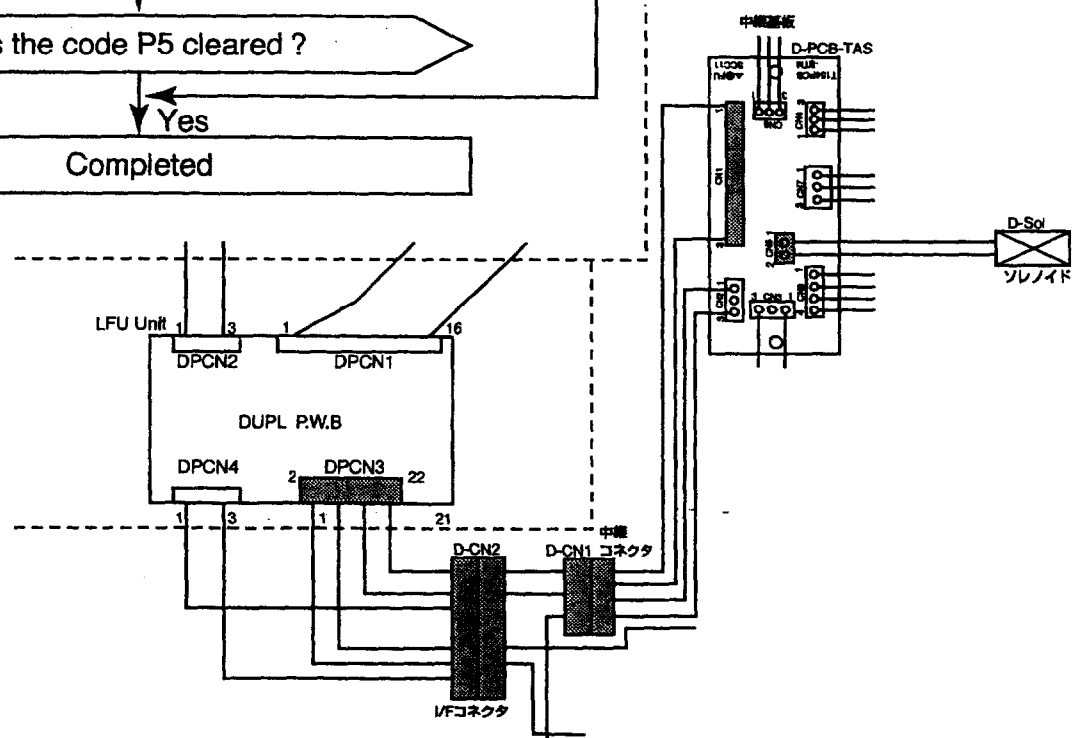 s the code P5 cleared ?
Yes
Completed
中継基板
D-PCB-TAS
CN1
CN7
D-Sol
ソレノイド
LFU Unit
1
3
1
16
DPCN2
DPCN1
DUPL P.W.B
DPCN4
2
DPCN3
22
1
3
1
21
D-CN2
D-CN1
中継
コネクタ
I/Fコネクタ